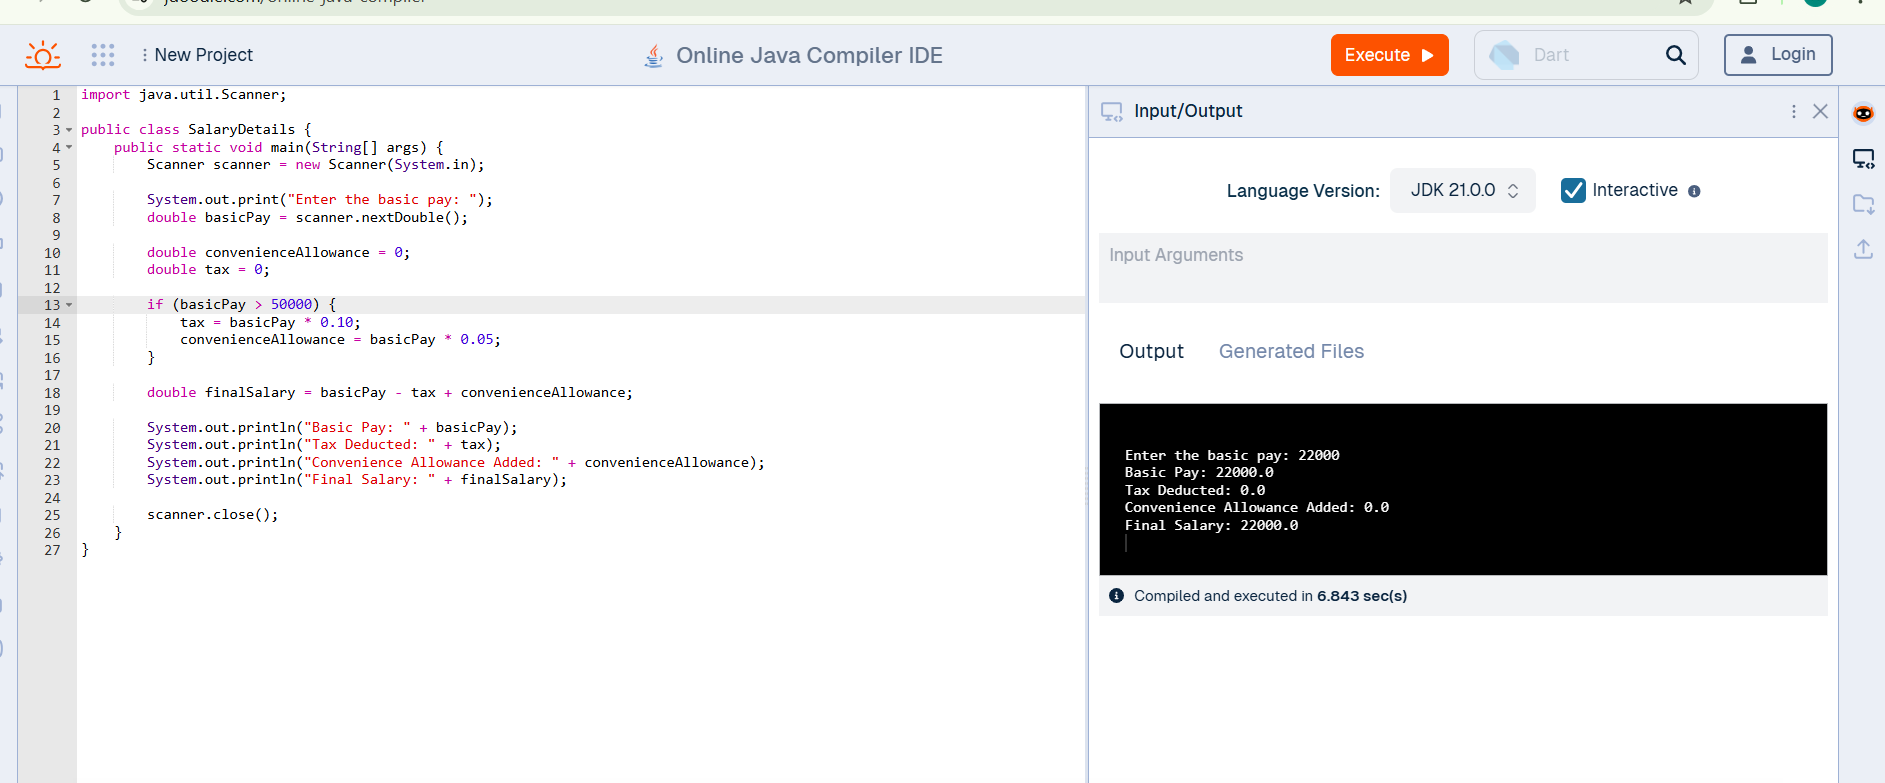 New Project
Online Java Compiler IDE
Execute
Dart
Login
1 import java.util.Scanner;
2
3 public class SalaryDetails {
4 public static void main(String[] args) {
5 Scanner scanner = new Scanner(System.in);
6
7 System.out.print("Enter the basic pay: ");
8 double basicPay = scanner.nextDouble();
9
10 double convenienceAllowance = 0;
11 double tax = 0;
12
13 if (basicPay > 50000) {
14 tax = basicPay * 0.10;
15 convenienceAllowance = basicPay * 0.05;
16 }
17
18 double finalSalary = basicPay - tax + convenienceAllowance;
19
20 System.out.println("Basic Pay: " + basicPay);
21 System.out.println("Tax Deducted: " + tax);
22 System.out.println("Convenience Allowance Added: " + convenienceAllowance);
23 System.out.println("Final Salary: " + finalSalary);
24
25 scanner.close();
26 }
27 }
Input/Output
Language Version: JDK 21.0.0 Interactive
Input Arguments
Output Generated Files
Enter the basic pay: 22000
Basic Pay: 22000.0
Tax Deducted: 0.0
Convenience Allowance Added: 0.0
Final Salary: 22000.0
Compiled and executed in 6.843 sec(s)